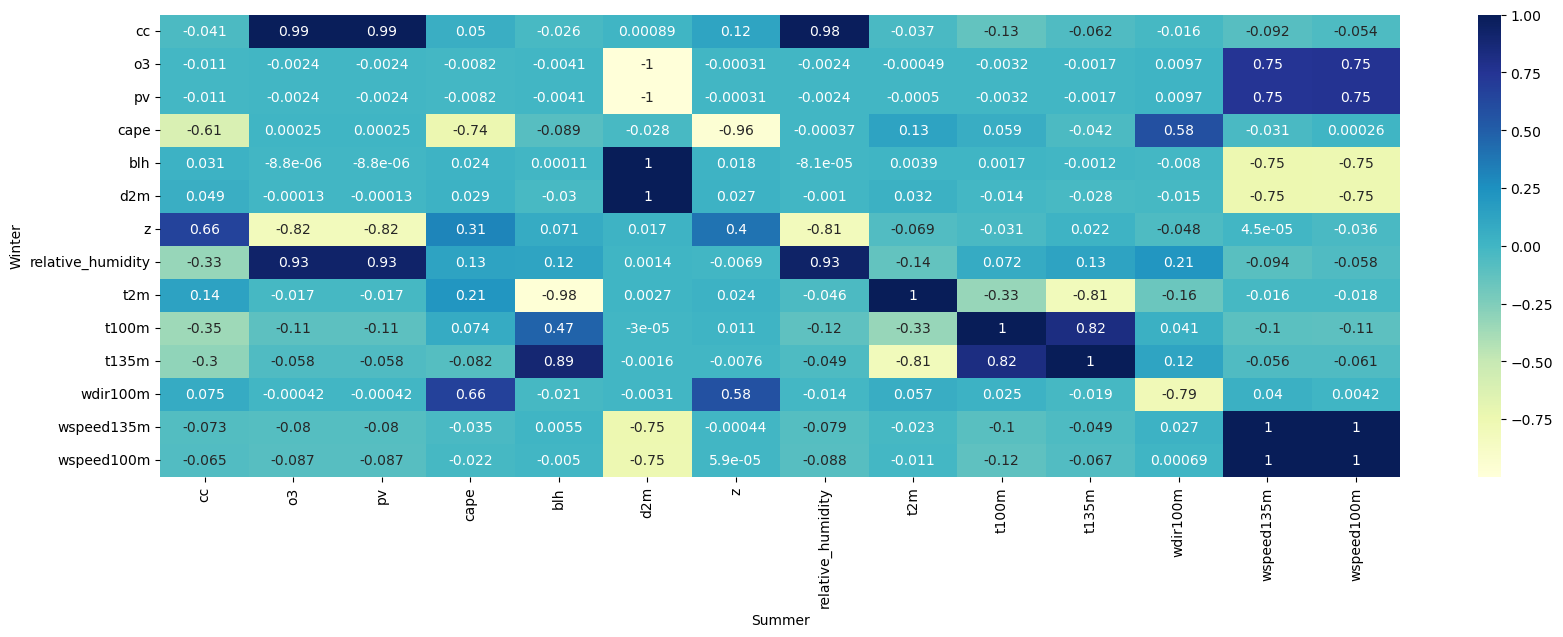 cc -0.041 0.99 0.99 0.05 -0.026 0.00089 0.12 0.98 -0.037 -0.13 -0.062 -0.016 -0.092 -0.054
o3 -0.011 -0.0024 -0.0024 -0.0082 -0.0041 -1 -0.00031 -0.0024 -0.00049 -0.0032 -0.0017 0.0097 0.75 0.75
pv -0.011 -0.0024 -0.0024 -0.0082 -0.0041 -1 -0.00031 -0.0024 -0.0005 -0.0032 -0.0017 0.0097 0.75 0.75
cape -0.61 0.00025 0.00025 -0.74 -0.089 -0.028 -0.96 -0.00037 0.13 0.059 -0.042 0.58 -0.031 0.00026
blh 0.031 -8.8e-06 -8.8e-06 0.024 0.00011 1 0.018 -8.1e-05 0.0039 0.0017 -0.0012 -0.008 -0.75 -0.75
d2m 0.049 -0.00013 -0.00013 0.029 -0.03 1 0.027 -0.001 0.032 -0.014 -0.028 -0.015 -0.75 -0.75
z 0.66 -0.82 -0.82 0.31 0.071 0.017 0.4 -0.81 -0.069 -0.031 0.022 -0.048 4.5e-05 -0.036
relative_humidity -0.33 0.93 0.93 0.13 0.12 0.0014 -0.0069 0.93 -0.14 0.072 0.13 0.21 -0.094 -0.058
t2m 0.14 -0.017 -0.017 0.21 -0.98 0.0027 0.024 -0.046 1 -0.33 -0.81 -0.16 -0.016 -0.018
t100m -0.35 -0.11 -0.11 0.074 0.47 -3e-05 0.011 -0.12 -0.33 1 0.82 0.041 -0.1 -0.11
t135m -0.3 -0.058 -0.058 -0.082 0.89 -0.0016 -0.0076 -0.049 -0.81 0.82 1 0.12 -0.056 -0.061
wdir100m 0.075 -0.00042 -0.00042 0.66 -0.021 -0.0031 0.58 -0.014 0.057 0.025 -0.019 -0.79 0.04 0.0042
wspeed135m -0.073 -0.08 -0.08 -0.035 0.0055 -0.75 -0.00044 -0.079 -0.023 -0.1 -0.049 0.027 1 1
wspeed100m -0.065 -0.087 -0.087 -0.022 -0.005 -0.75 5.9e-05 -0.088 -0.011 -0.12 -0.067 0.00069 1 1
Winter
cc o3 pv cape blh d2m z relative_humidity t2m t100m t135m wdir100m wspeed135m wspeed100m
Summer
1.00
0.75
0.50
0.25
0.00
−0.25
−0.50
−0.75